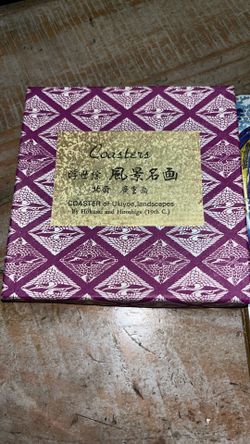 Coasters
浮世絵 風景名画
北斎 廣重画
COASTER of Ukiyoe, landscapes
By Hokusai and Hiroshige (19th C.)